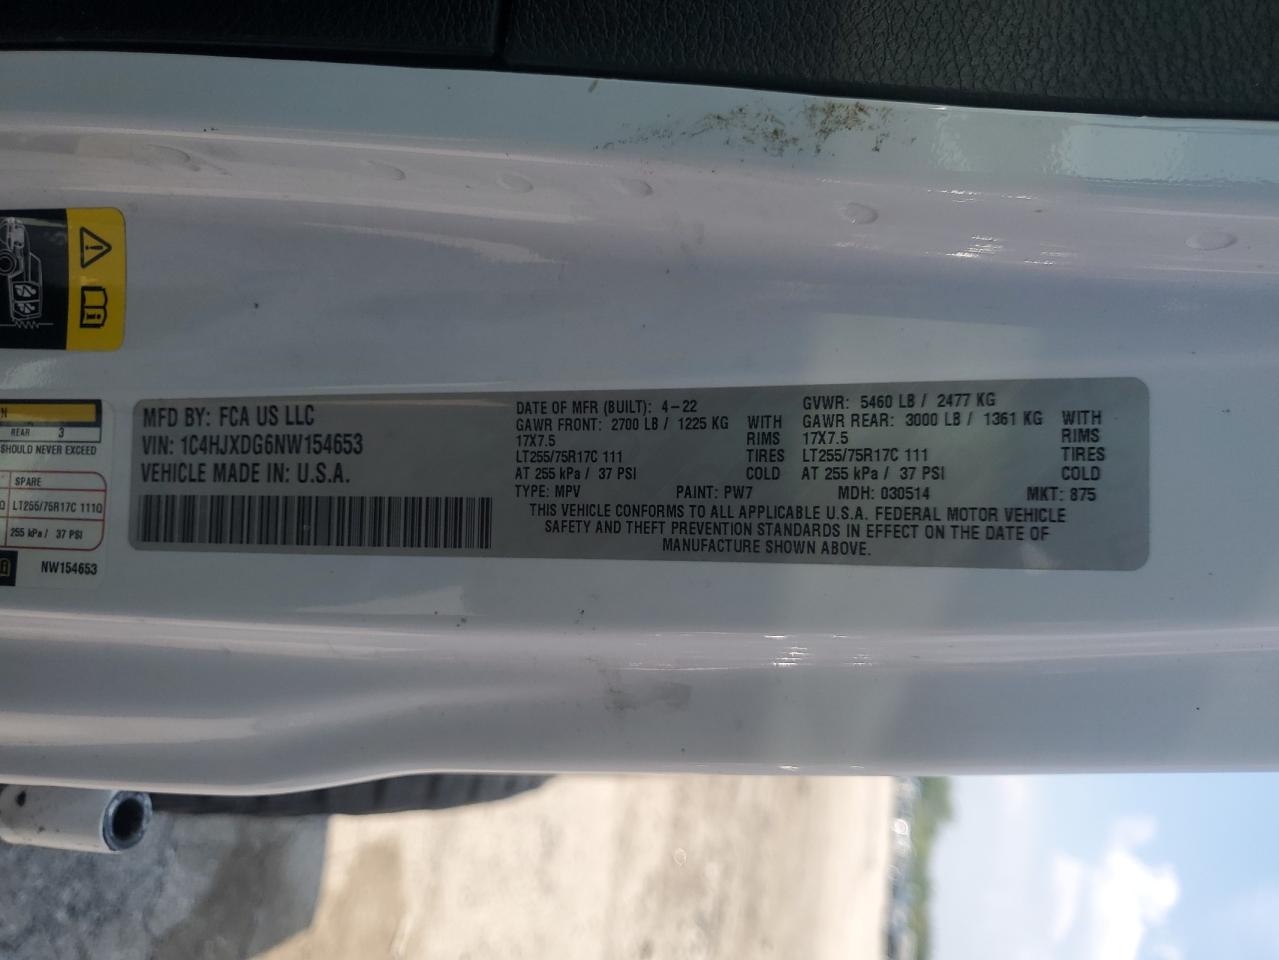 N
REAR 3
SHOULD NEVER EXCEED
SPARE
LT255/75R17C 111Q
255 kPa / 37 PSI
NW154653
MFD BY: FCA US LLC
VIN: 1C4HJXDG6NW154653
VEHICLE MADE IN: U.S.A.
DATE OF MFR (BUILT): 4-22
GAWR FRONT: 2700 LB / 1225 KG WITH
17X7.5 RIMS
LT255/75R17C 111 TIRES
AT 255 kPa / 37 PSI COLD
GVWR: 5460 LB / 2477 KG
GAWR REAR: 3000 LB / 1361 KG WITH
17X7.5 RIMS
LT255/75R17C 111 TIRES
AT 255 kPa / 37 PSI COLD
TYPE: MPV PAINT: PW7 MDH: 030514 MKT: 875
THIS VEHICLE CONFORMS TO ALL APPLICABLE U.S.A. FEDERAL MOTOR VEHICLE
SAFETY AND THEFT PREVENTION STANDARDS IN EFFECT ON THE DATE OF
MANUFACTURE SHOWN ABOVE.